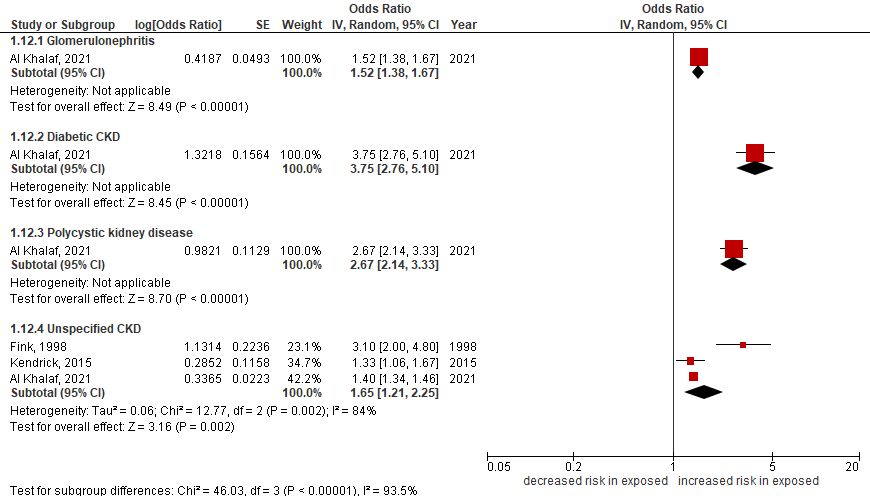 Odds Ratio Odds Ratio
Study or Subgroup log[Odds Ratio] SE Weight IV, Random, 95% CI Year IV, Random, 95% CI
1.12.1 Glomerulonephritis
Al Khalaf, 2021 0.4187 0.0493 100.0% 1.52 [1.38, 1.67] 2021
Subtotal (95% CI) 100.0% 1.52 [1.38, 1.67]
Heterogeneity: Not applicable
Test for overall effect: Z = 8.49 (P < 0.00001)
1.12.2 Diabetic CKD
Al Khalaf, 2021 1.3218 0.1564 100.0% 3.75 [2.76, 5.10] 2021
Subtotal (95% CI) 100.0% 3.75 [2.76, 5.10]
Heterogeneity: Not applicable
Test for overall effect: Z = 8.45 (P < 0.00001)
1.12.3 Polycystic kidney disease
Al Khalaf, 2021 0.9821 0.1129 100.0% 2.67 [2.14, 3.33] 2021
Subtotal (95% CI) 100.0% 2.67 [2.14, 3.33]
Heterogeneity: Not applicable
Test for overall effect: Z = 8.70 (P < 0.00001)
1.12.4 Unspecified CKD
Fink, 1998 1.1314 0.2236 23.1% 3.10 [2.00, 4.80] 1998
Kendrick, 2015 0.2852 0.1158 34.7% 1.33 [1.06, 1.67] 2015
Al Khalaf, 2021 0.3365 0.0223 42.2% 1.40 [1.34, 1.46] 2021
Subtotal (95% CI) 100.0% 1.65 [1.21, 2.25]
Heterogeneity: Tau² = 0.06; Chi² = 12.77, df = 2 (P = 0.002); I² = 84%
Test for overall effect: Z = 3.16 (P = 0.002)
0.05 0.2 1 5 20
decreased risk in exposed increased risk in exposed
Test for subgroup differences: Chi² = 46.03, df = 3 (P < 0.00001), I² = 93.5%